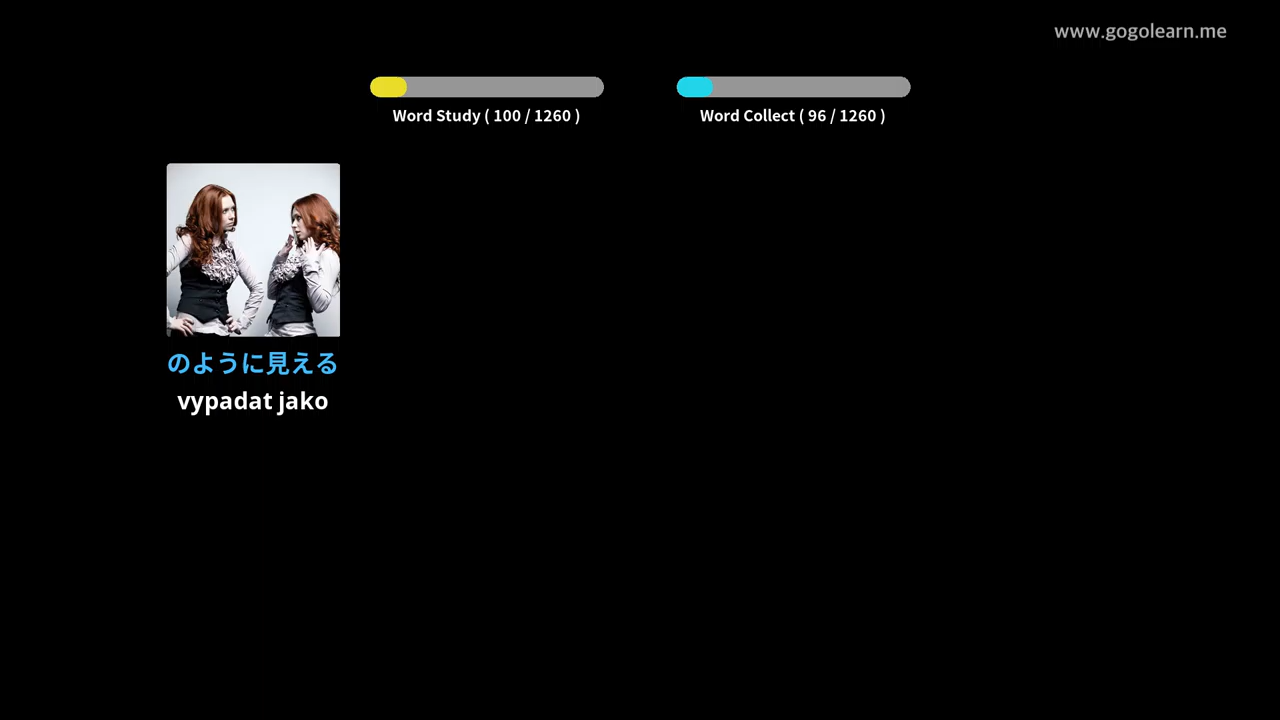 www.gogolearn.me
Word Study ( 100 / 1260 )
Word Collect ( 96 / 1260 )
のように見える
vypadat jako